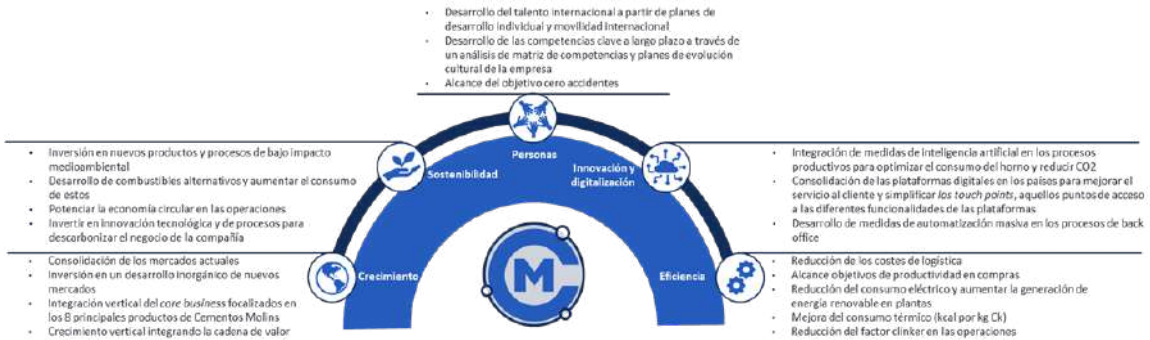 • Desarrollo del talento internacional a partir de planes de
desarrollo individual y movilidad internacional
• Desarrollo de las competencias clave a largo plazo a través de
un análisis de matriz de competencias y planes de evolución
cultural de la empresa
• Alcance del objetivo cero accidentes
Personas
• Inversión en nuevos productos y procesos de bajo impacto
medioambiental
• Desarrollo de combustibles alternativos y aumentar el consumo
de estos
• Potenciar la economía circular en las operaciones
• Invertir en innovación tecnológica y de procesos para
descarbonizar el negocio de la compañía
Sostenibilidad
Innovación y
digitalización
• Integración de medidas de inteligencia artificial en los procesos
productivos para optimizar el consumo del horno y reducir CO2
• Consolidación de las plataformas digitales en los países para mejorar el
servicio al cliente y simplificar los touch points, aquellos puntos de acceso
a las diferentes funcionalidades de las plataformas
• Desarrollo de medidas de automatización masiva en los procesos de back
office
• Consolidación de los mercados actuales
• Inversión en un desarrollo inorgánico de nuevos
mercados
• Integración vertical del core business focalizados en
los 8 principales productos de Cementos Molins
• Crecimiento vertical integrando la cadena de valor
Crecimiento
MC
Eficiencia
• Reducción de los costes de logística
• Alcance objetivos de productividad en compras
• Reducción del consumo eléctrico y aumentar la generación de
energía renovable en plantas
• Mejora del consumo térmico (kcal por kg Ck)
• Reducción del factor clinker en las operaciones